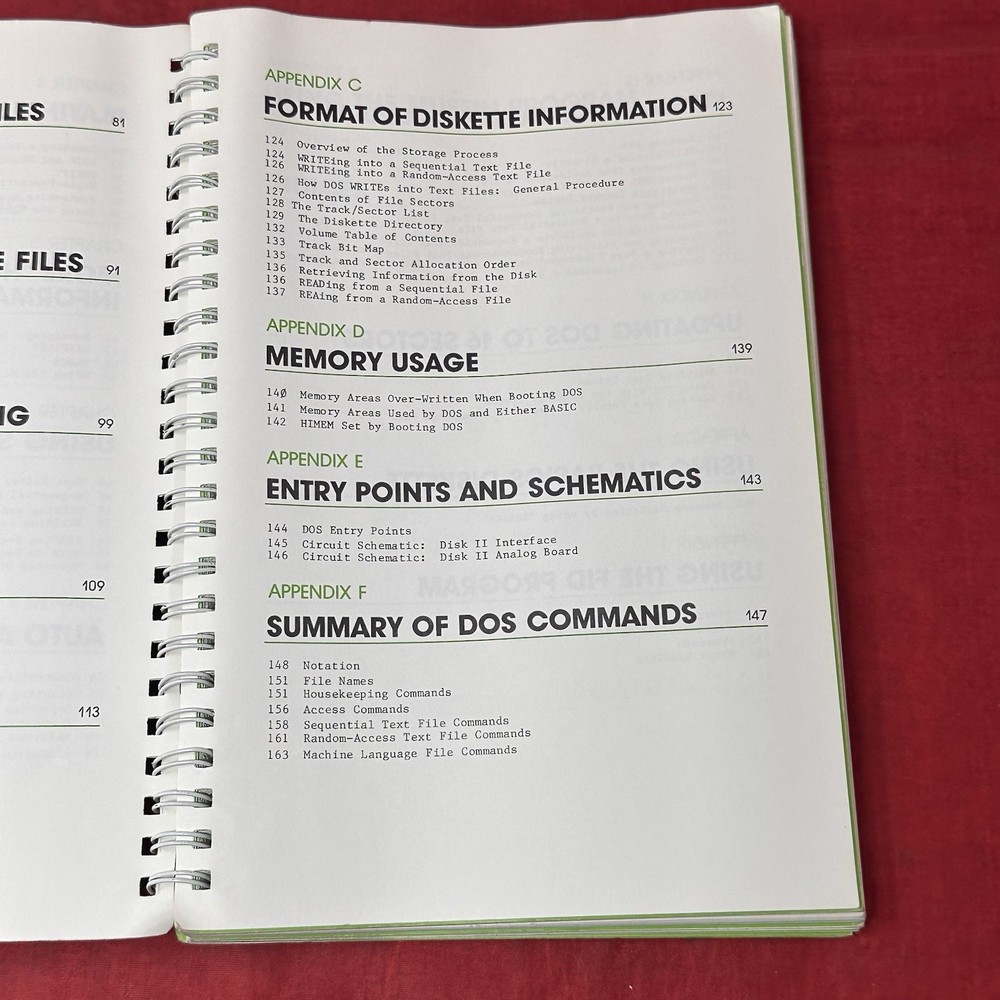 ILES
81
E FILES 91
NG
99
109
113
APPENDIX C
FORMAT OF DISKETTE INFORMATION 123
124 Overview of the Storage Process
124 WRITEing into a Sequential Text File
126 WRITEing into a Random-Access Text File
126 How DOS WRITEs into Text Files: General Procedure
127 Contents of File Sectors
128 The Track/Sector List
129 The Diskette Directory
132 Volume Table of Contents
133 Track Bit Map
135 Track and Sector Allocation Order
136 Retrieving Information from the Disk
136 READing from a Sequential File
137 REAing from a Random-Access File
APPENDIX D
MEMORY USAGE 139
140 Memory Areas Over-Written When Booting DOS
141 Memory Areas Used by DOS and Either BASIC
142 HIMEM Set by Booting DOS
APPENDIX E
ENTRY POINTS AND SCHEMATICS 143
144 DOS Entry Points
145 Circuit Schematic: Disk II Interface
146 Circuit Schematic: Disk II Analog Board
APPENDIX F
SUMMARY OF DOS COMMANDS 147
148 Notation
151 File Names
151 Housekeeping Commands
156 Access Commands
158 Sequential Text File Commands
161 Random-Access Text File Commands
163 Machine Language File Commands